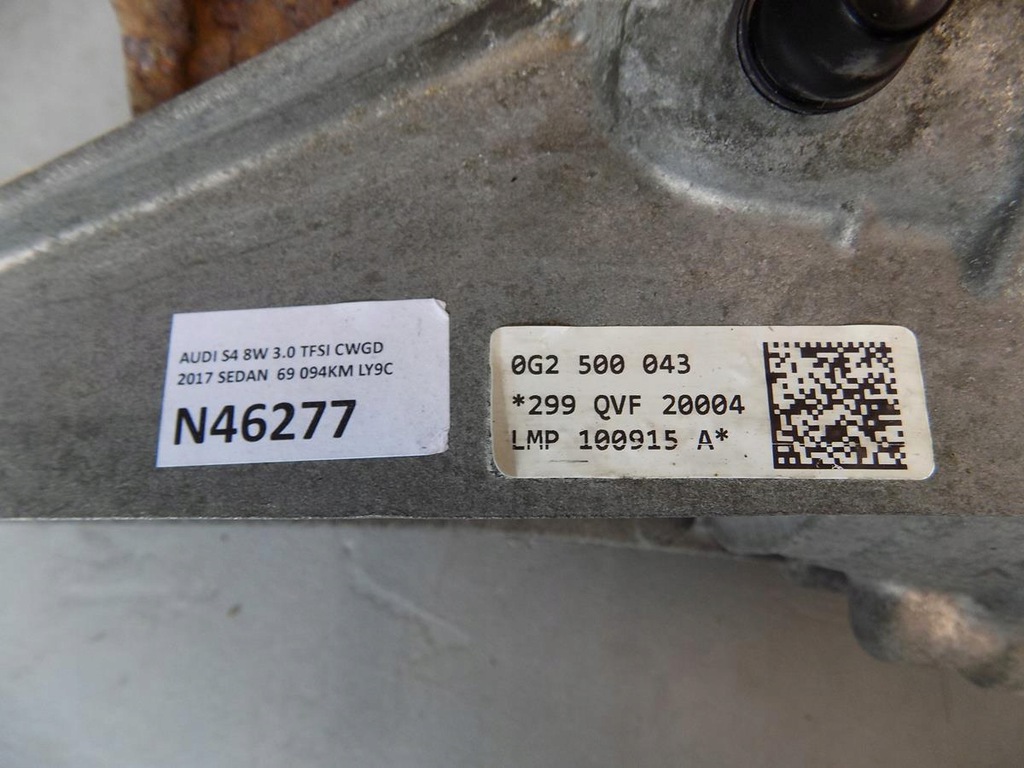 AUDI S4 8W 3.0 TFSI CWGD
2017 SEDAN 69 094KM LY9C
N46277
0G2 500 043
*299 QVF 20004
LMP 100915 A*